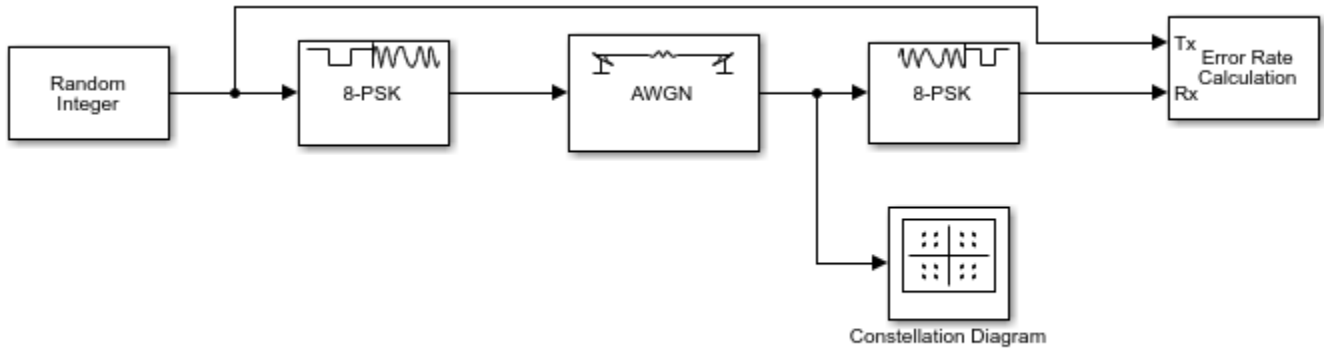 Random
Integer
8-PSK
AWGN
8-PSK
Tx
Error Rate
Calculation
Rx
Constellation Diagram